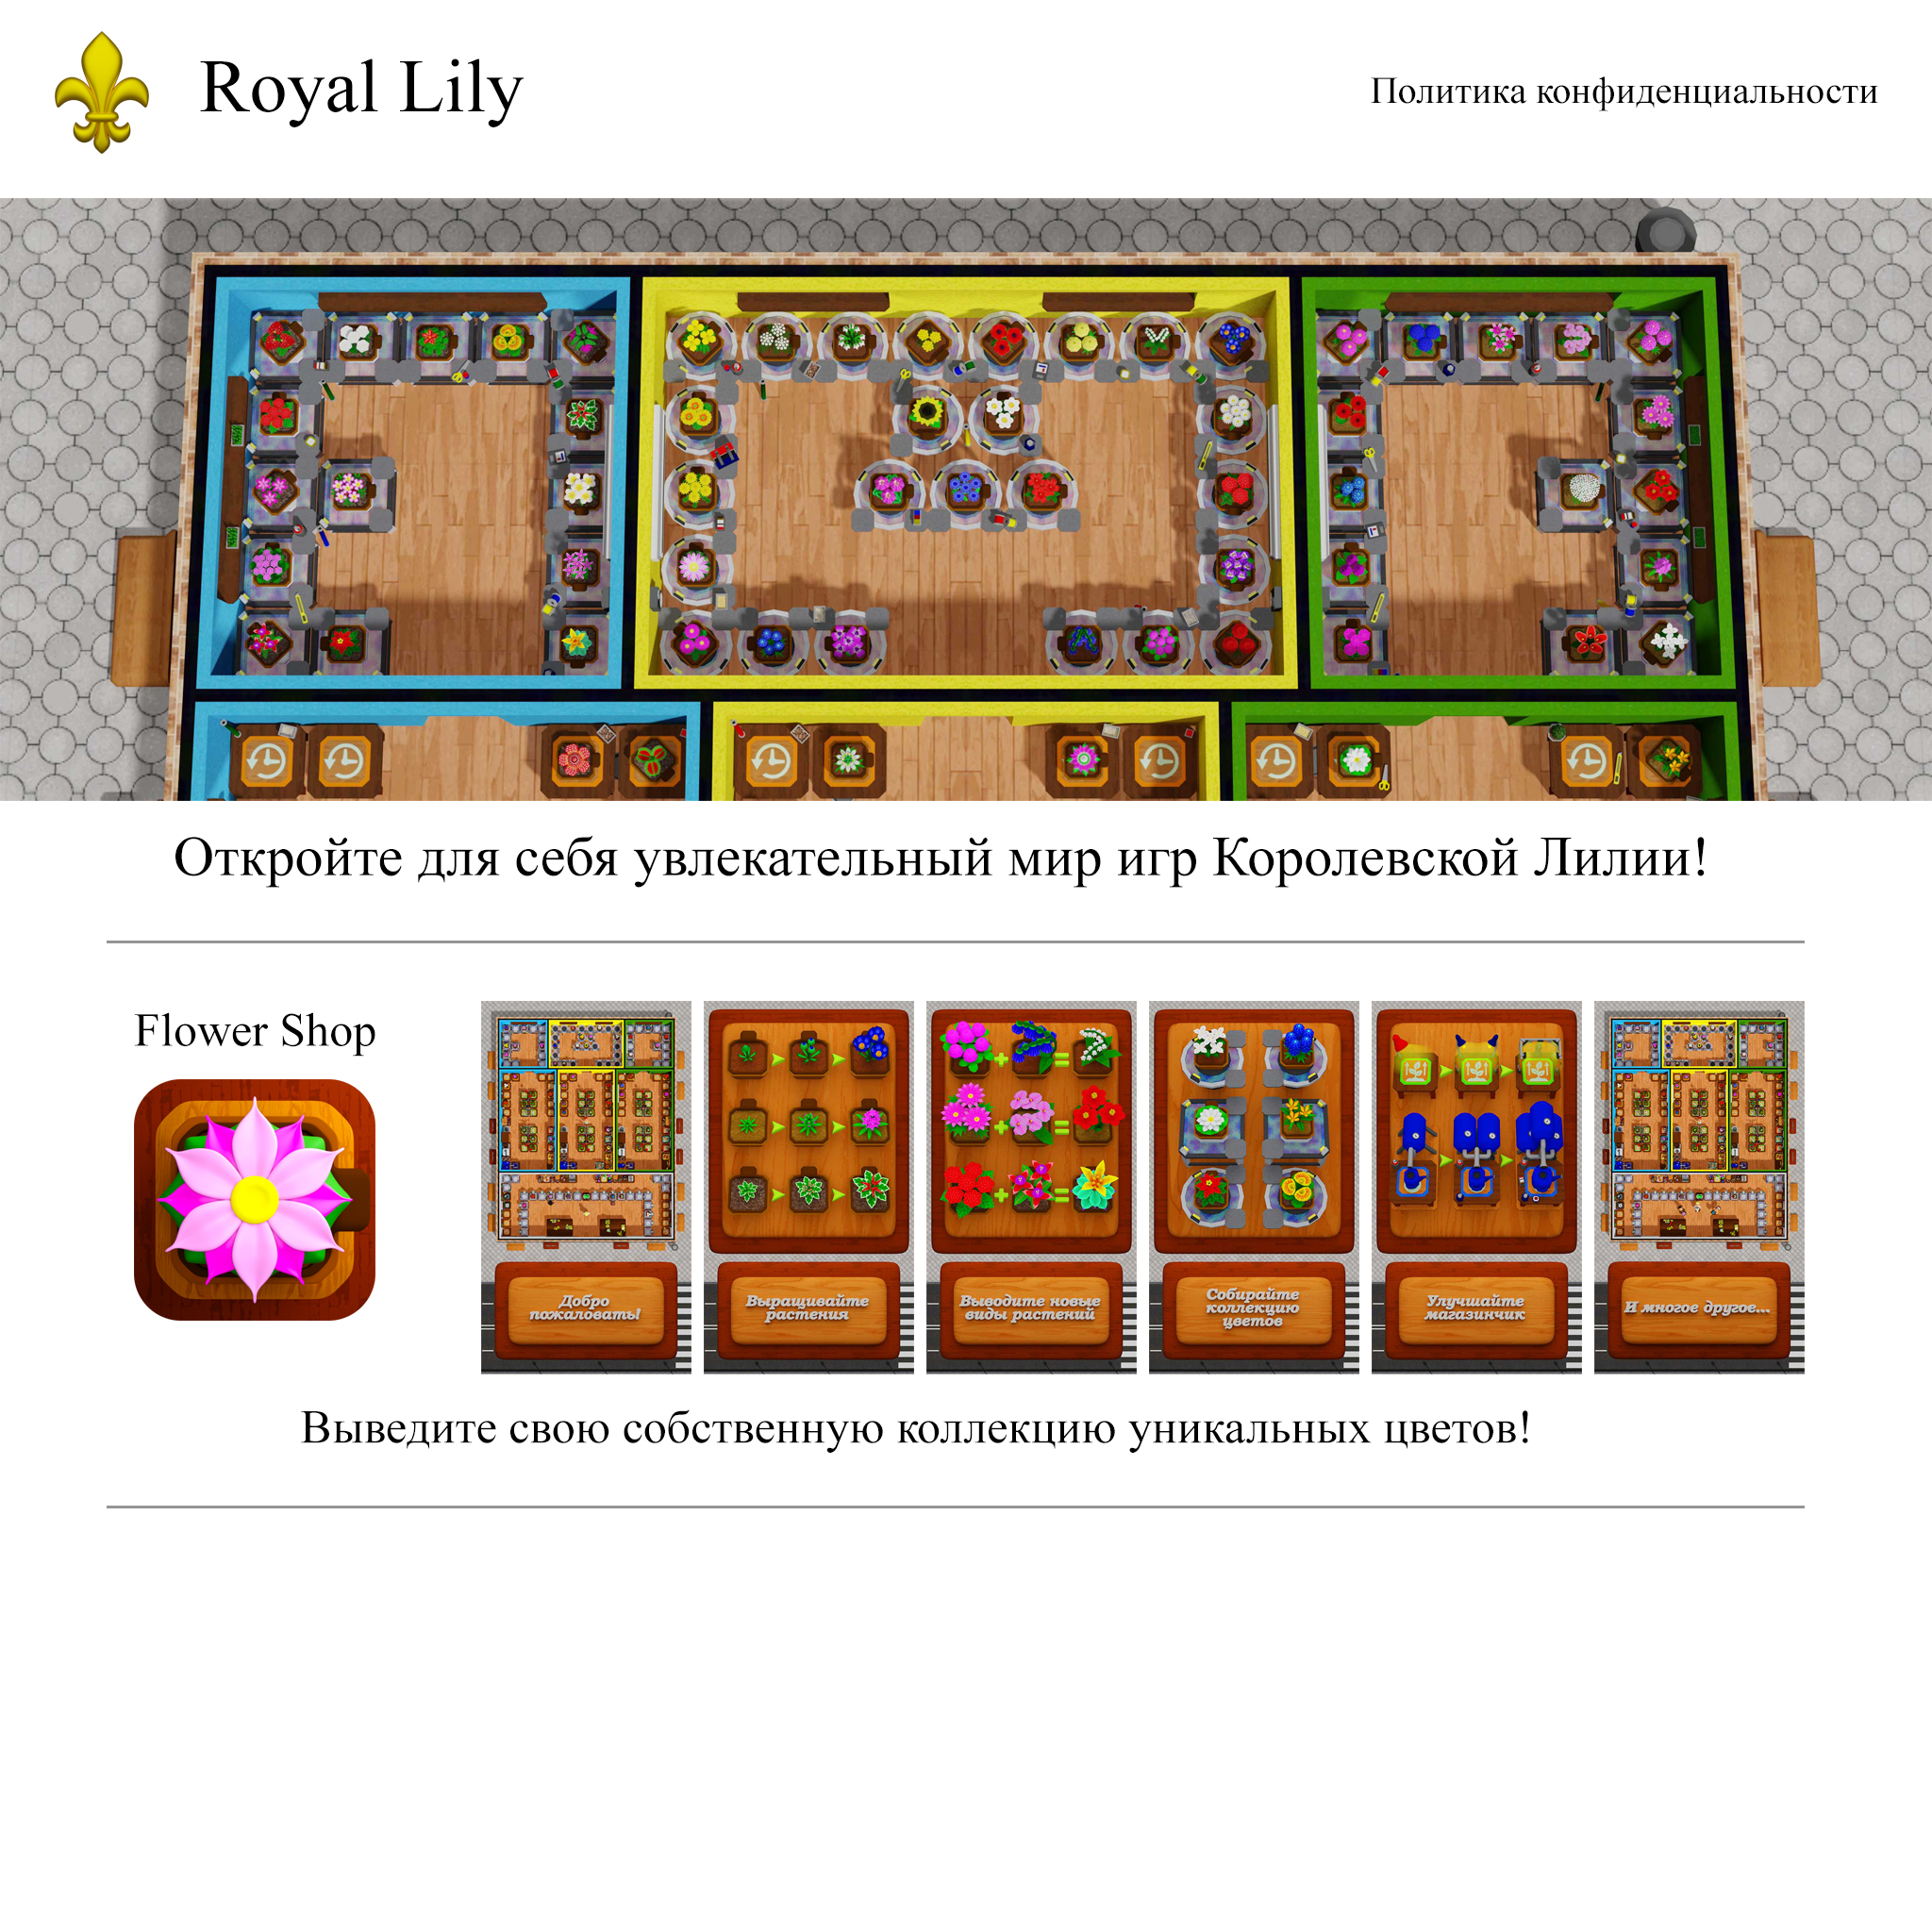 Royal Lily
Политика конфиденциальности
Откройте для себя увлекательный мир игр Королевской Лилии!
Flower Shop
Добро
пожаловать!
Выращивайте
растения
Выводите новые
виды растений
Собирайте
коллекцию
цветов
Улучшайте
магазинчик
И многое другое...
Выведите свою собственную коллекцию уникальных цветов!